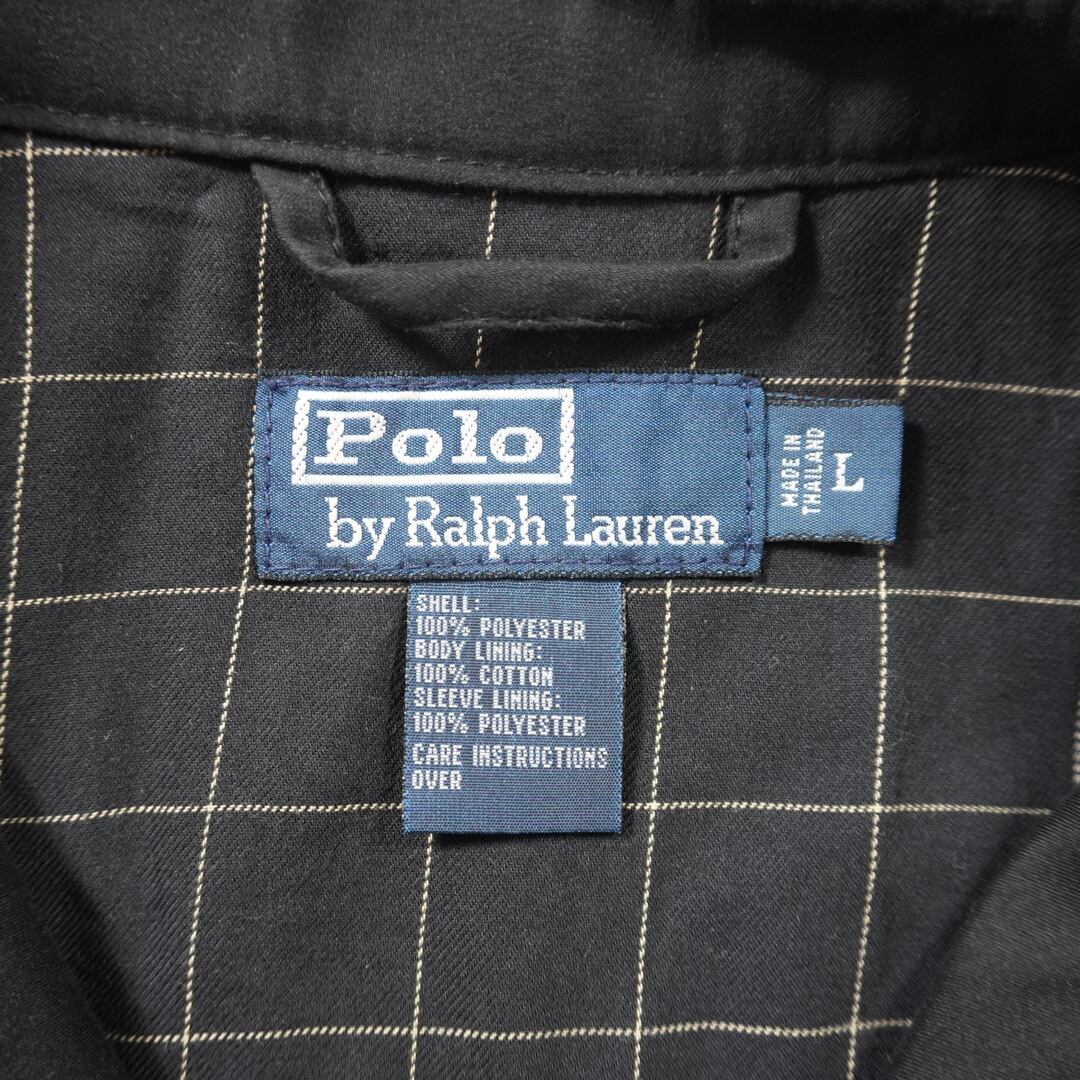 Polo
by Ralph Lauren
MADE IN
THAILAND
L
SHELL:
100% POLYESTER
BODY LINING:
100% COTTON
SLEEVE LINING:
100% POLYESTER
CARE INSTRUCTIONS
OVER